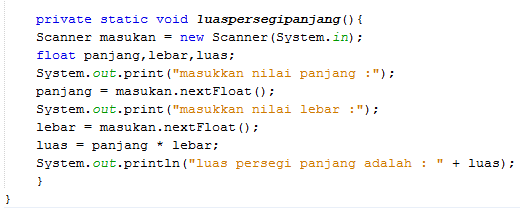 private static void luaspersegipanjang(){
Scanner masukan = new Scanner(System.in);
float panjang,lebar,luas;
System.out.print("masukkan nilai panjang :");
panjang = masukan.nextFloat();
System.out.print("masukkan nilai lebar :");
lebar = masukan.nextFloat();
luas = panjang * lebar;
System.out.println("luas persegi panjang adalah : " + luas);
}
}